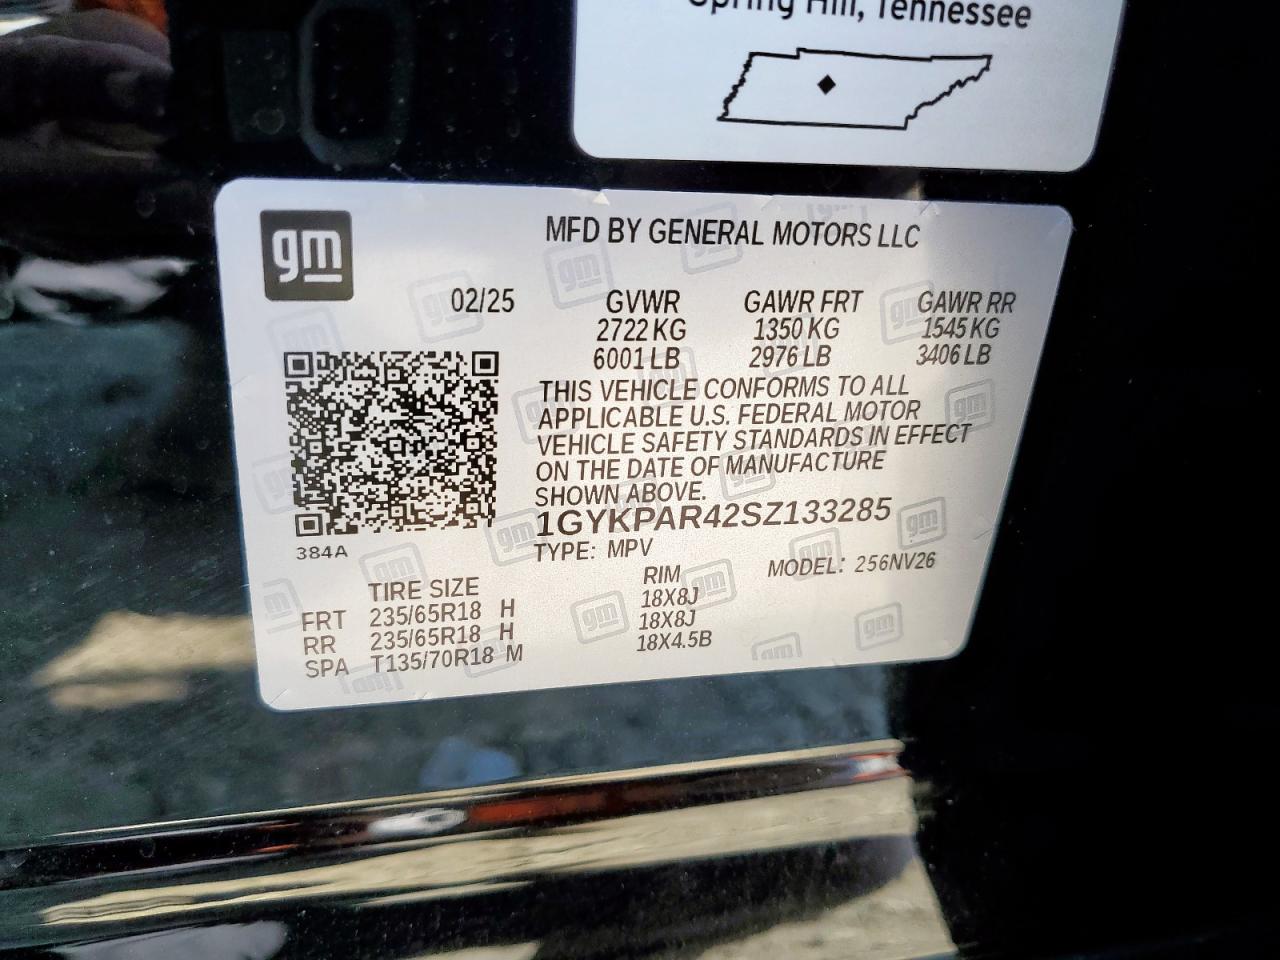 Spring Hill, Tennessee
gm
MFD BY GENERAL MOTORS LLC
02/25 GVWR GAWR FRT GAWR RR
2722 KG 1350 KG 1545 KG
6001 LB 2976 LB 3406 LB
THIS VEHICLE CONFORMS TO ALL
APPLICABLE U.S. FEDERAL MOTOR
VEHICLE SAFETY STANDARDS IN EFFECT
ON THE DATE OF MANUFACTURE
SHOWN ABOVE.
1GYKPAR42SZ133285
384A
TYPE: MPV MODEL: 256NV26
TIRE SIZE RIM
FRT 235/65R18 H 18X8J
RR 235/65R18 H 18X8J
SPA T135/70R18 M 18X4.5B